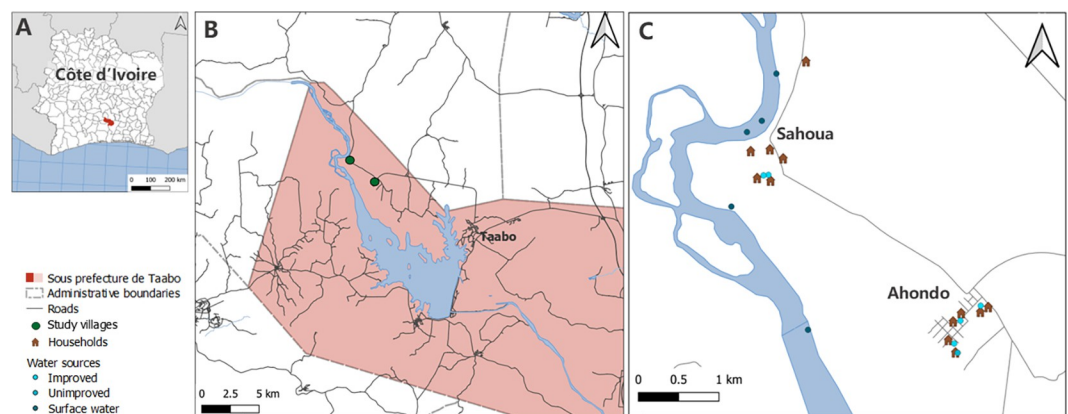 A
Côte d'Ivoire
0 100 200 km
Sous prefecture de Taabo
Administrative boundaries
Roads
Study villages
Households
Water sources
Improved
Unimproved
Surface water
B
Taabo
0 2.5 5 km
C
Sahoua
Ahondo
0 0.5 1 km